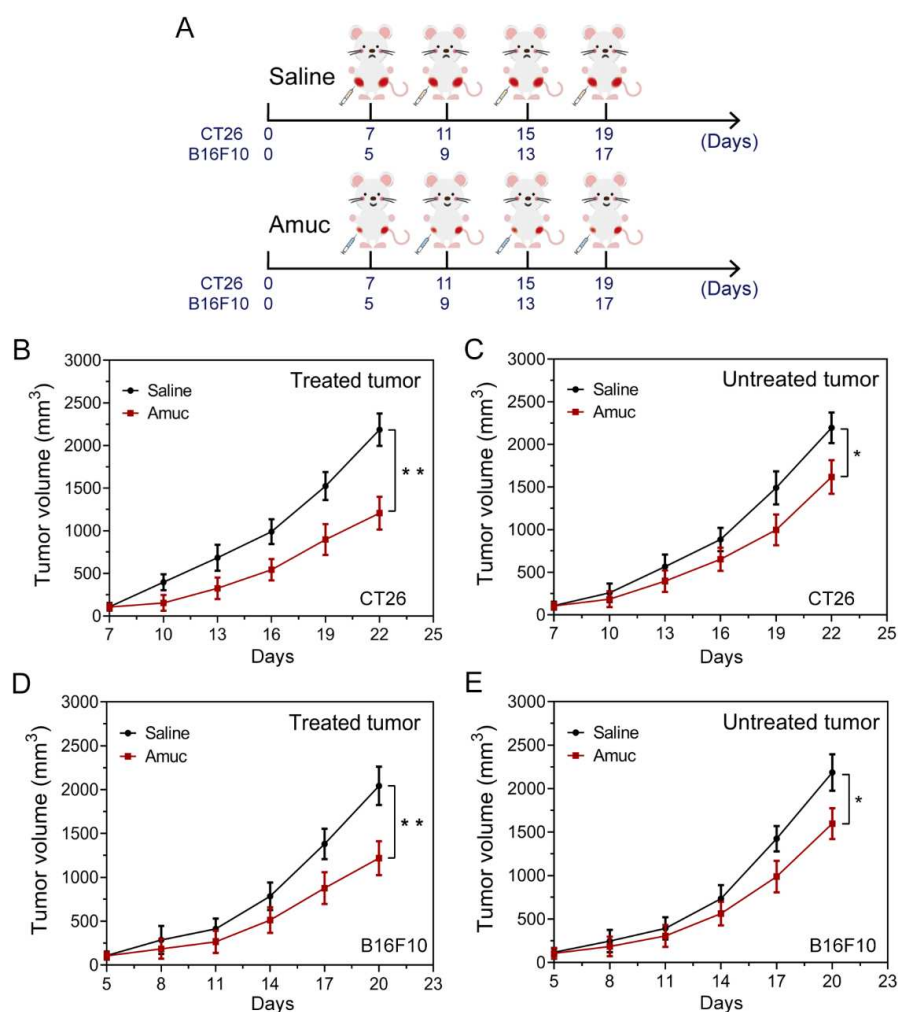 A
Saline
CT26 0 7 11 15 19 (Days)
B16F10 0 5 9 13 17
Amuc
CT26 0 7 11 15 19 (Days)
B16F10 0 5 9 13 17
B
Treated tumor
Saline
Amuc
Tumor volume (mm³)
3000
2500
2000
1500
1000
500
0
* *
CT26
7 10 13 16 19 22 25
Days
C
Untreated tumor
Saline
Amuc
Tumor volume (mm³)
3000
2500
2000
1500
1000
500
0
*
CT26
7 10 13 16 19 22 25
Days
D
Treated tumor
Saline
Amuc
Tumor volume (mm³)
3000
2500
2000
1500
1000
500
0
* *
B16F10
5 8 11 14 17 20 23
Days
E
Untreated tumor
Saline
Amuc
Tumor volume (mm³)
3000
2500
2000
1500
1000
500
0
*
B16F10
5 8 11 14 17 20 23
Days